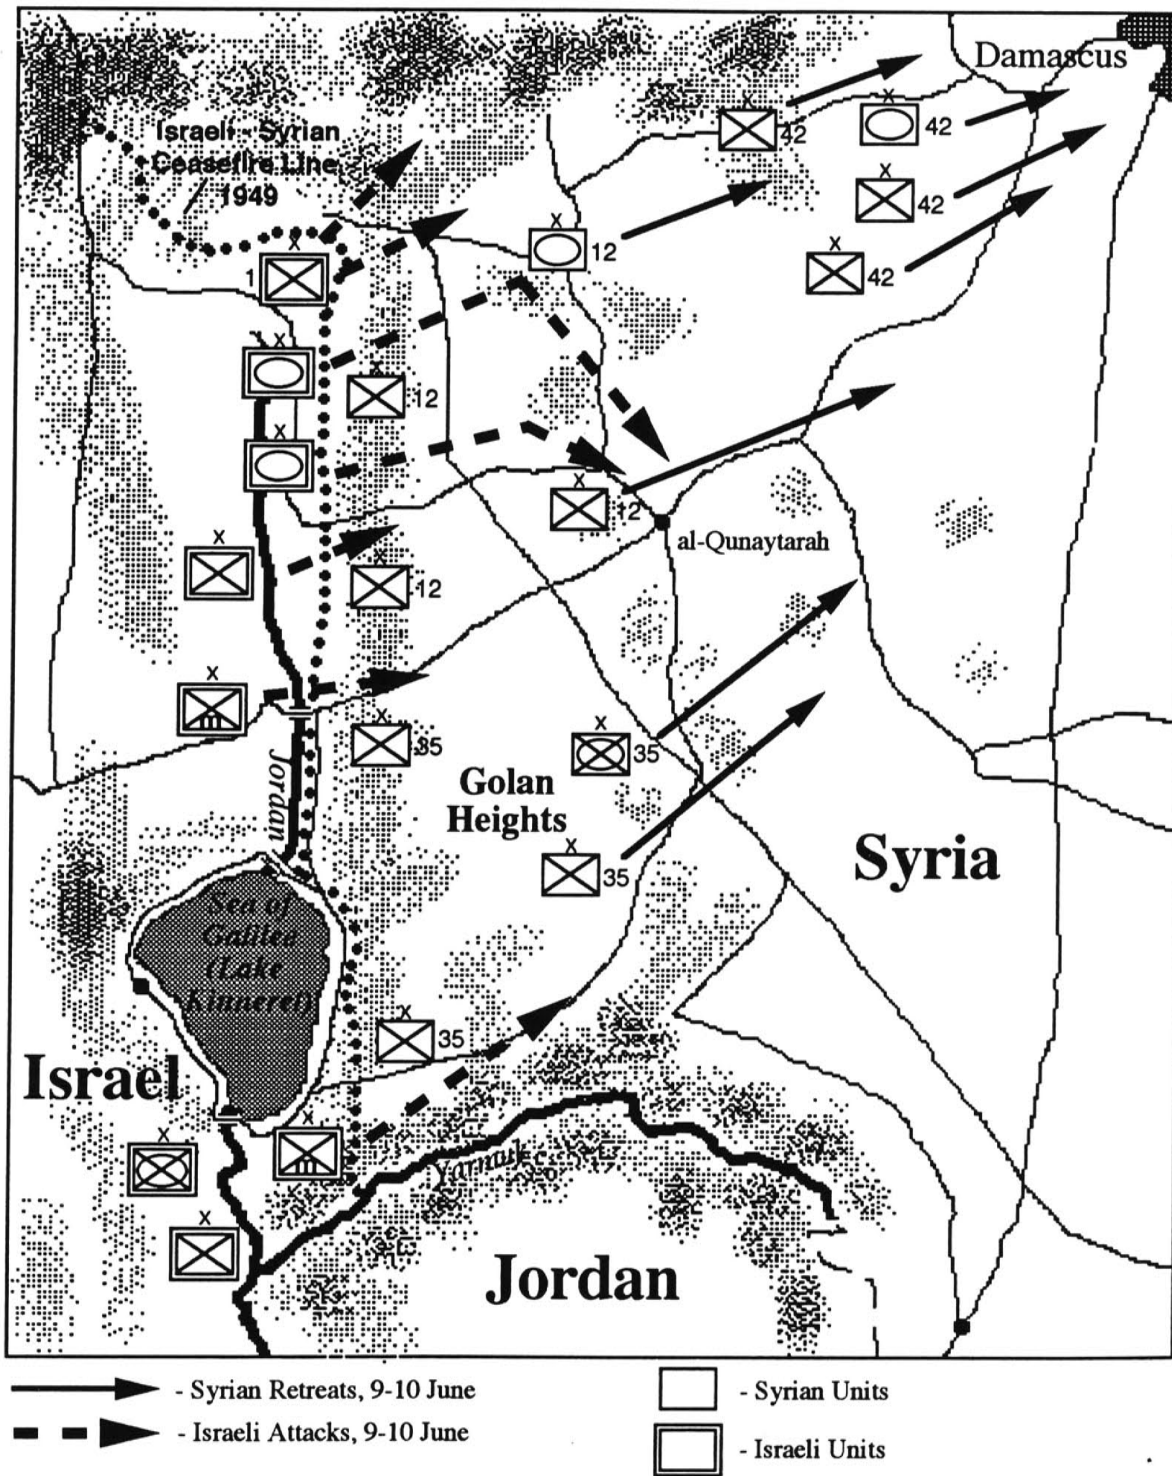 Damascus
Israeli - Syrian
Ceasefire Line
1949
X
42
X
42
X
42
X
42
X
12
X
1
X
X
12
X
X
12
al-Qunaytarah
X
X
12
X
m
X
35
Jordan
X
35
Golan
Heights
X
35
Syria
Sea of
Galilee
(Lake
Kinneret)
X
35
Israel
X
m
X
Yarmuk
X
Jordan
- Syrian Retreats, 9-10 June
- Israeli Attacks, 9-10 June
- Syrian Units
- Israeli Units